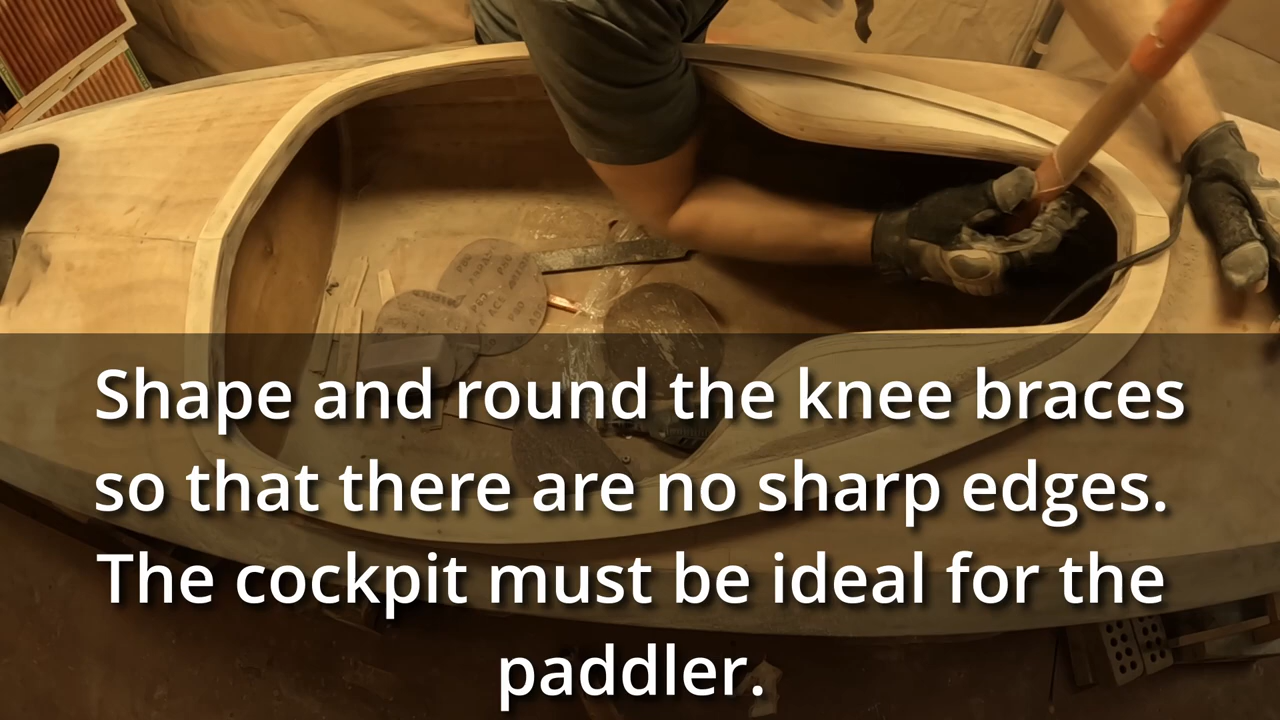 Shape and round the knee braces
so that there are no sharp edges.
The cockpit must be ideal for the
paddler.